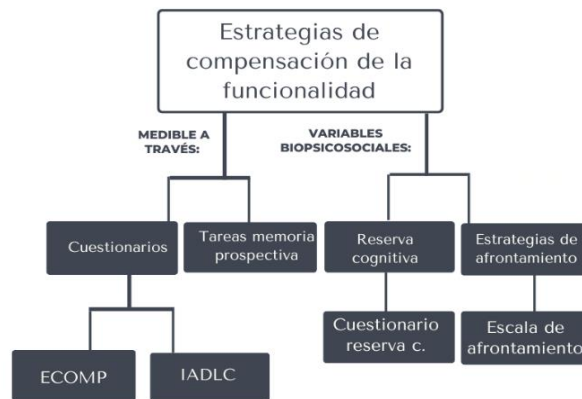 Estrategias de
compensación de la
funcionalidad
MEDIBLE A
TRAVÉS:
VARIABLES
BIOPSICOSOCIALES:
Cuestionarios
Tareas memoria
prospectiva
Reserva
cognitiva
Estrategias de
afrontamiento
ECOMP
IADLC
Cuestionario
reserva c.
Escala de
afrontamiento